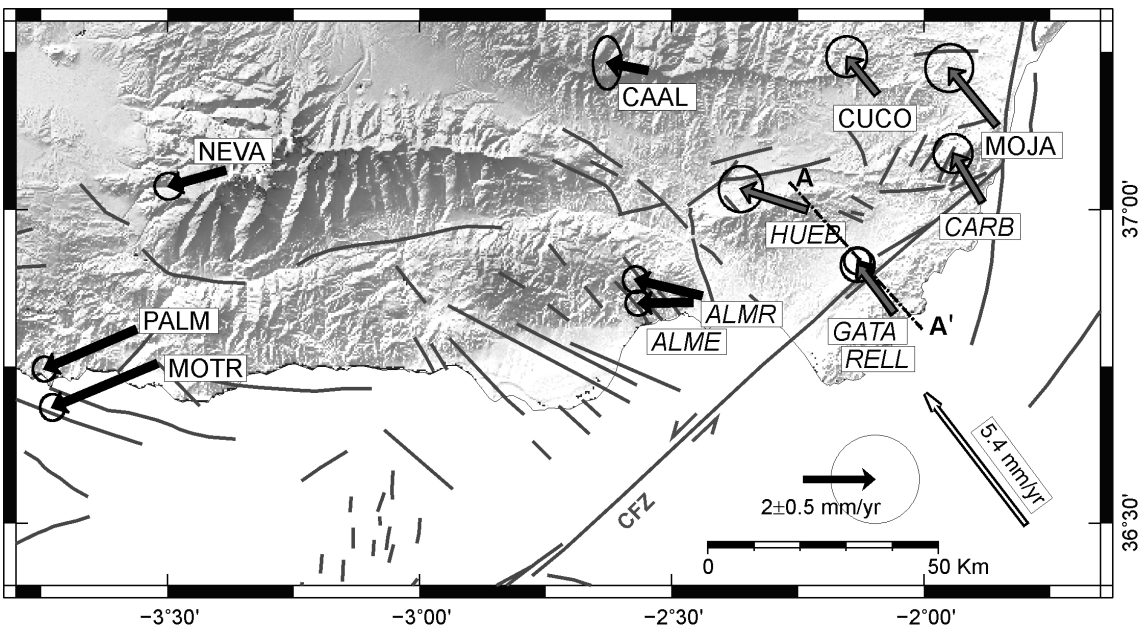 CAAL
CUCO
MOJA
NEVA
A
HUEB
CARB
37°00'
ALMR
GATA
A'
ALME
RELL
PALM
MOTR
5.4 mm/yr
2±0.5 mm/yr
CFZ
36°30'
0 50 Km
−3°30' −3°00' −2°30' −2°00'